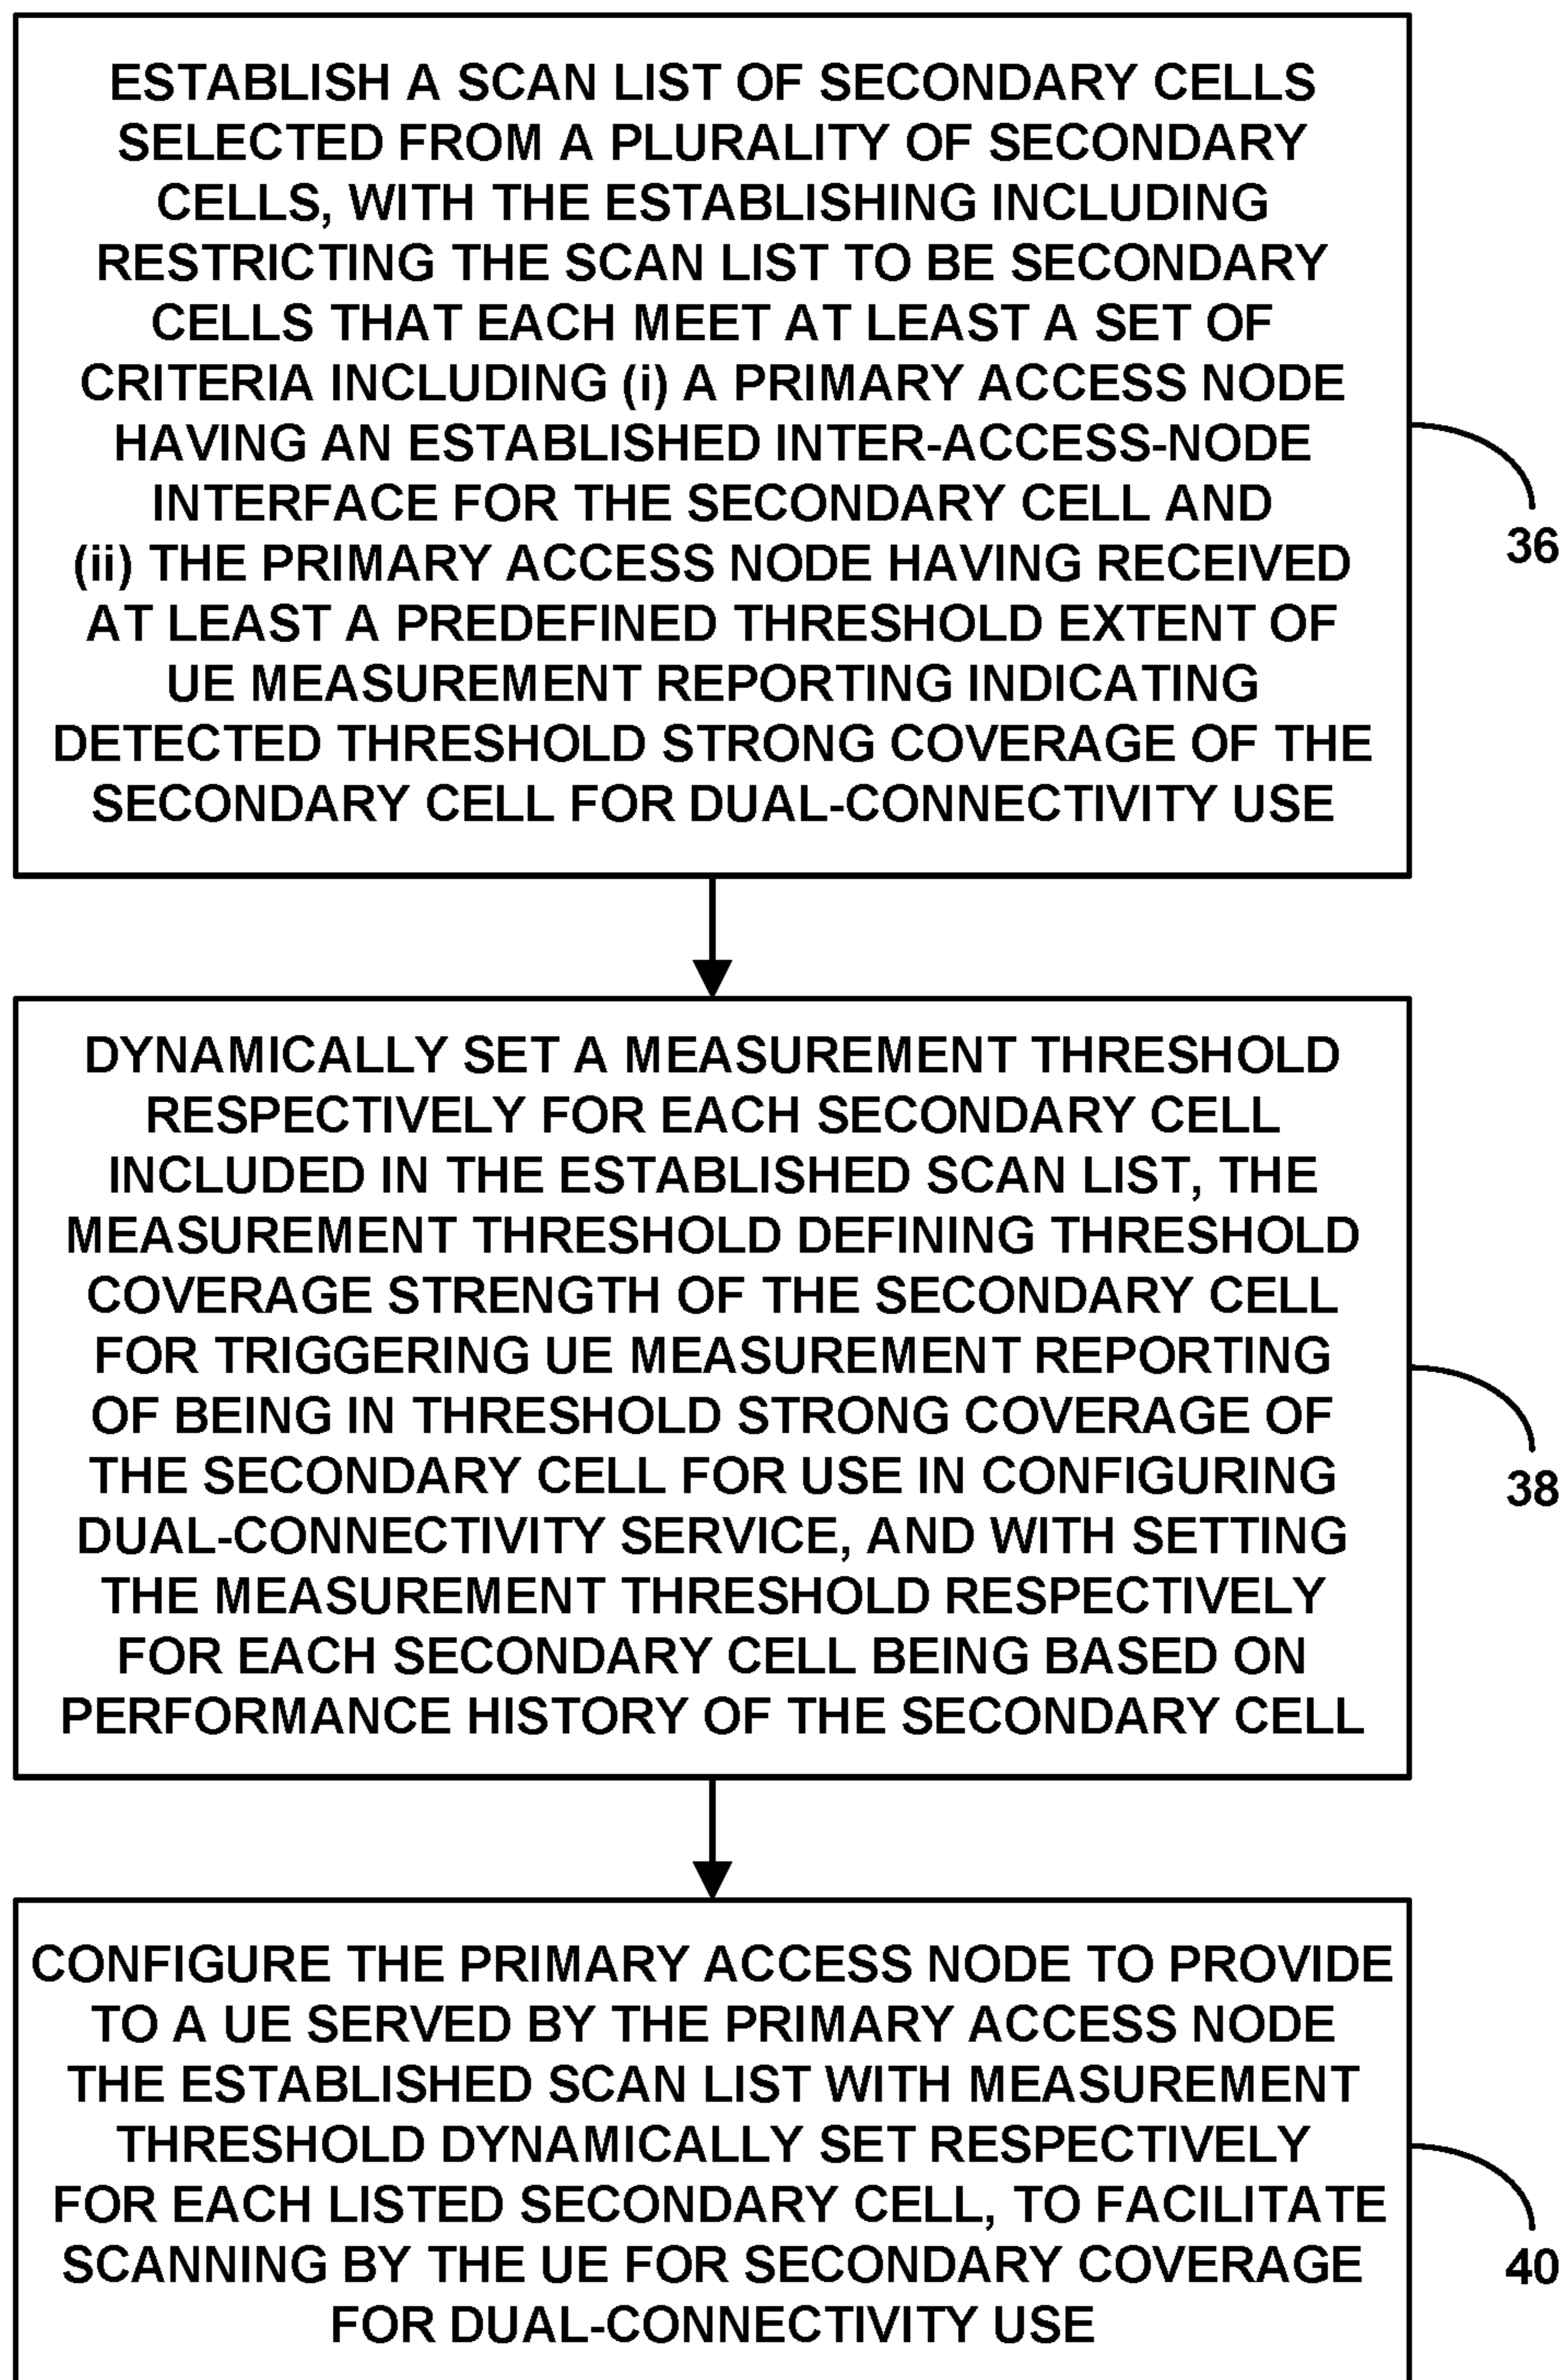 ESTABLISH A SCAN LIST OF SECONDARY CELLS
SELECTED FROM A PLURALITY OF SECONDARY
CELLS, WITH THE ESTABLISHING INCLUDING
RESTRICTING THE SCAN LIST TO BE SECONDARY
CELLS THAT EACH MEET AT LEAST A SET OF
CRITERIA INCLUDING (i) A PRIMARY ACCESS NODE
HAVING AN ESTABLISHED INTER-ACCESS-NODE
INTERFACE FOR THE SECONDARY CELL AND
(ii) THE PRIMARY ACCESS NODE HAVING RECEIVED
AT LEAST A PREDEFINED THRESHOLD EXTENT OF
UE MEASUREMENT REPORTING INDICATING
DETECTED THRESHOLD STRONG COVERAGE OF THE
SECONDARY CELL FOR DUAL-CONNECTIVITY USE
36
DYNAMICALLY SET A MEASUREMENT THRESHOLD
RESPECTIVELY FOR EACH SECONDARY CELL
INCLUDED IN THE ESTABLISHED SCAN LIST, THE
MEASUREMENT THRESHOLD DEFINING THRESHOLD
COVERAGE STRENGTH OF THE SECONDARY CELL
FOR TRIGGERING UE MEASUREMENT REPORTING
OF BEING IN THRESHOLD STRONG COVERAGE OF
THE SECONDARY CELL FOR USE IN CONFIGURING
DUAL-CONNECTIVITY SERVICE, AND WITH SETTING
THE MEASUREMENT THRESHOLD RESPECTIVELY
FOR EACH SECONDARY CELL BEING BASED ON
PERFORMANCE HISTORY OF THE SECONDARY CELL
38
CONFIGURE THE PRIMARY ACCESS NODE TO PROVIDE
TO A UE SERVED BY THE PRIMARY ACCESS NODE
THE ESTABLISHED SCAN LIST WITH MEASUREMENT
THRESHOLD DYNAMICALLY SET RESPECTIVELY
FOR EACH LISTED SECONDARY CELL, TO FACILITATE
SCANNING BY THE UE FOR SECONDARY COVERAGE
FOR DUAL-CONNECTIVITY USE
40